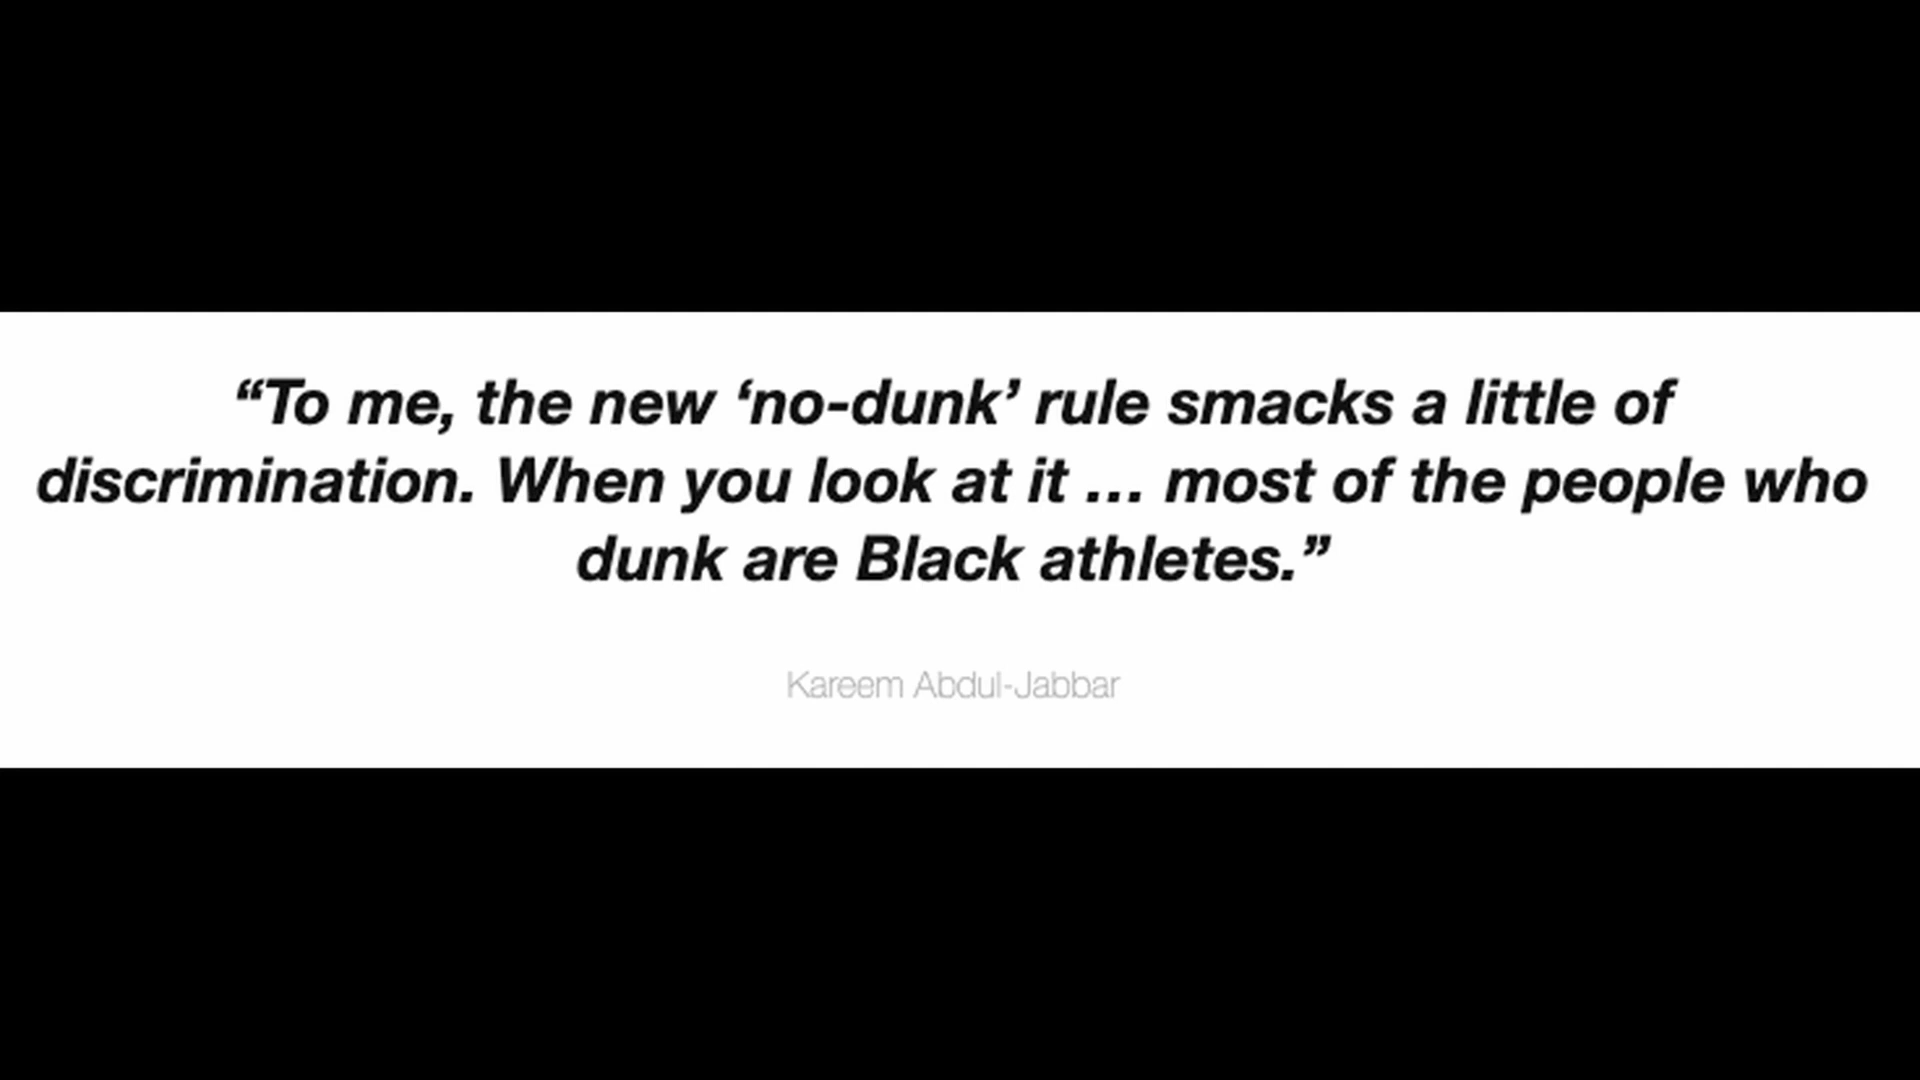 “To me, the new ‘no-dunk’ rule smacks a little of
discrimination. When you look at it ... most of the people who
dunk are Black athletes.”
Kareem Abdul-Jabbar